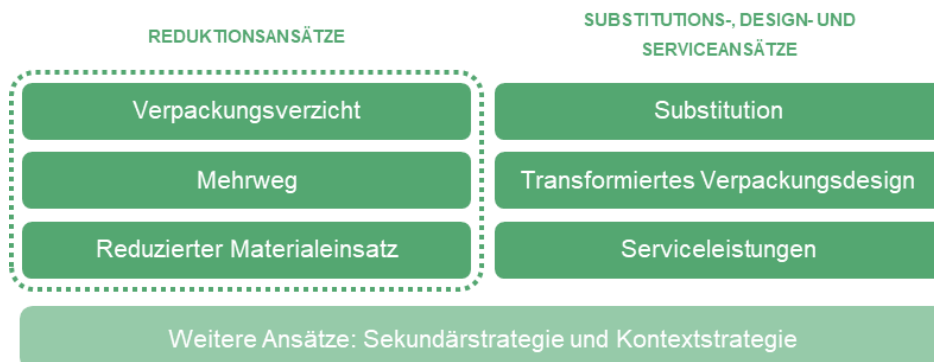 REDUKTIONSANSÄTZE
Verpackungsverzicht
Mehrweg
Reduzierter Materialeinsatz
SUBSTITUTIONS-, DESIGN- UND
SERVICEANSÄTZE
Substitution
Transformiertes Verpackungsdesign
Serviceleistungen
Weitere Ansätze: Sekundärstrategie und Kontextstrategie